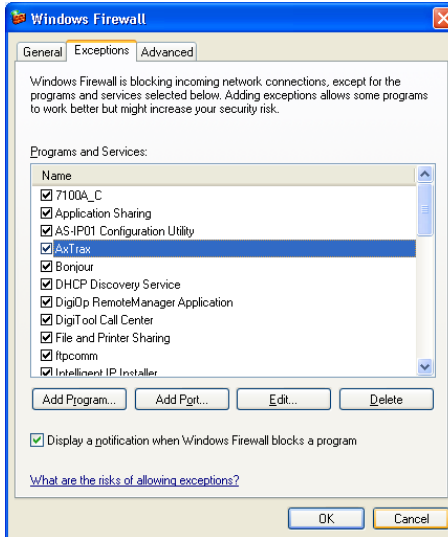 Windows Firewall
General
Exceptions
Advanced
Windows Firewall is blocking incoming network connections, except for the
programs and services selected below. Adding exceptions allows some programs
to work better but might increase your security risk.
Programs and Services:
Name
7100A_C
Application Sharing
AS-IP01 Configuration Utility
AxTrax
Bonjour
DHCP Discovery Service
DigiOp RemoteManager Application
DigiTool Call Center
File and Printer Sharing
ftpcomm
Intelligent IP Installer
Add Program...
Add Port...
Edit...
Delete
Display a notification when Windows Firewall blocks a program
What are the risks of allowing exceptions?
OK
Cancel